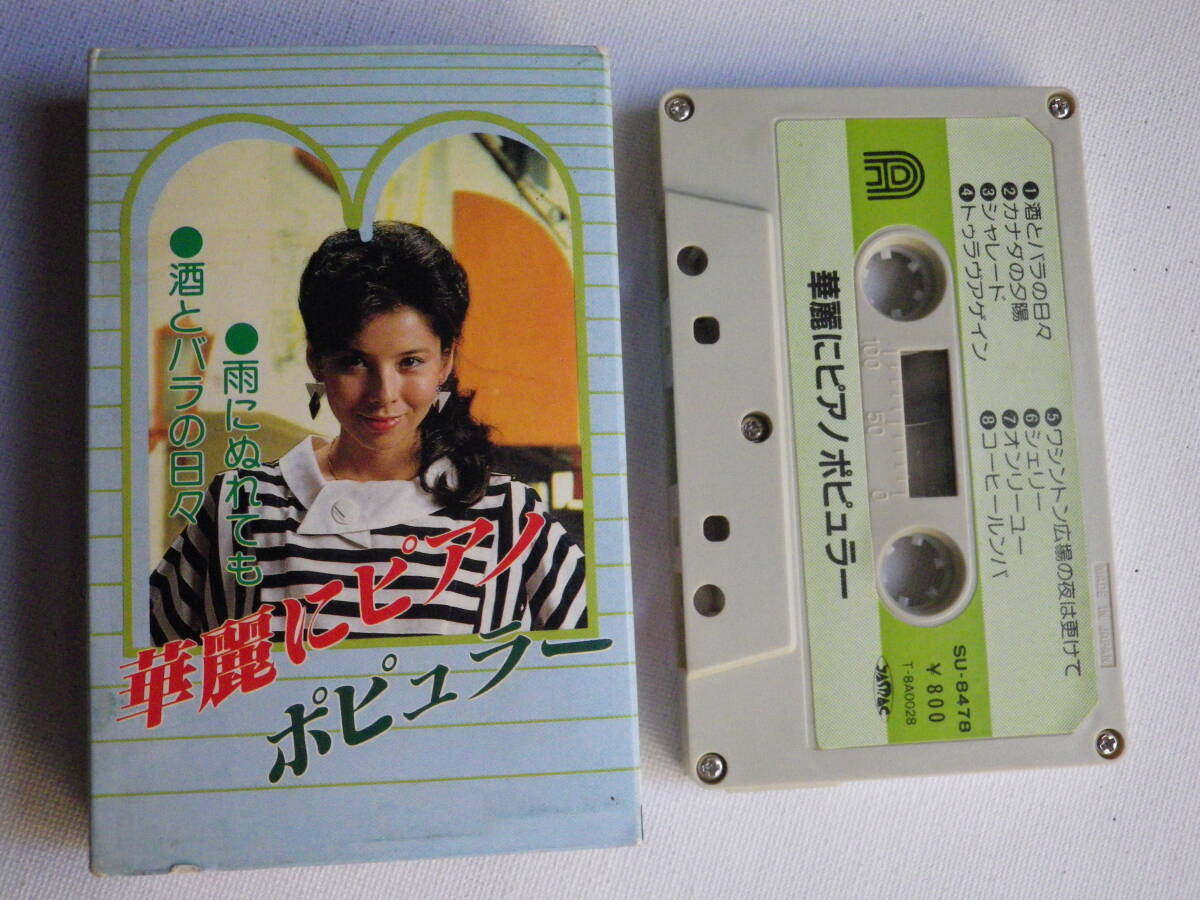 ●酒とバラの日々
●雨にぬれても
華麗にピアノ
ポピュラー
A
華麗にピアノ ポピュラー
❶酒とバラの日々
❷カナダの夕陽
❸シャレード
❹トゥラヴアゲイン
❺ワシントン広場の夜は更けて
❻シェリー
❼オンリーユー
❽コーヒールンバ
100 50 0
SU-8478
￥800
T-8A0028
JASRAC